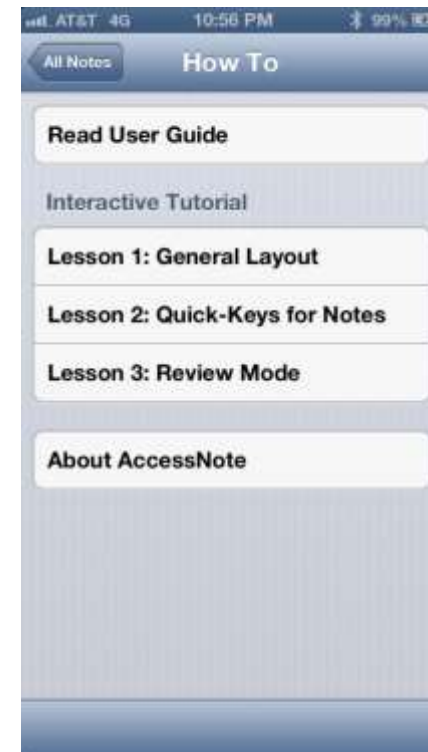 AT&T 4G 10:56 PM 99%
All Notes How To
Read User Guide
Interactive Tutorial
Lesson 1: General Layout
Lesson 2: Quick-Keys for Notes
Lesson 3: Review Mode
About AccessNote